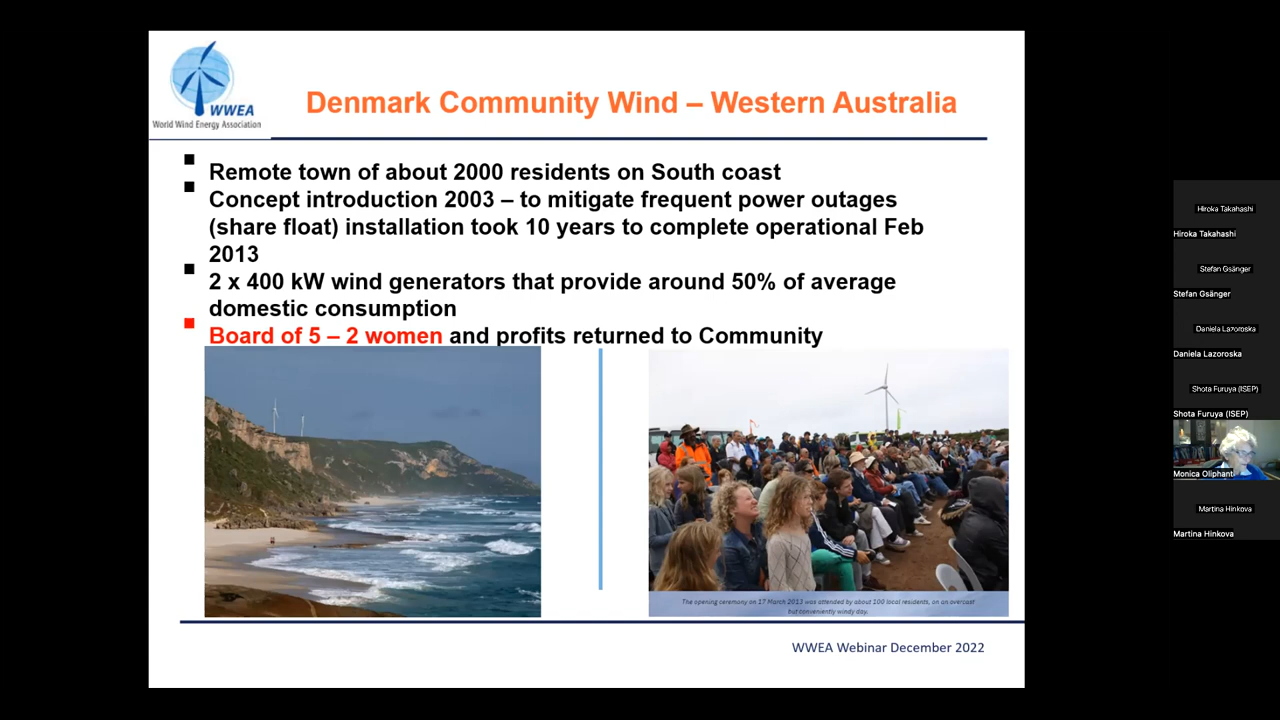 WWEA
World Wind Energy Association
Denmark Community Wind – Western Australia
Remote town of about 2000 residents on South coast
Concept introduction 2003 – to mitigate frequent power outages
(share float) installation took 10 years to complete operational Feb
2013
2 x 400 kW wind generators that provide around 50% of average
domestic consumption
Board of 5 – 2 women and profits returned to Community
The opening ceremony on 17 March 2013 was attended by about 100 local residents, on an overcast
but conveniently windy day.
WWEA Webinar December 2022
Hiroka Takahashi
Hiroka Takahashi
Stefan Gsänger
Stefan Gsänger
Daniela Lazoroska
Daniela Lazoroska
Shota Furuya (ISEP)
Shota Furuya (ISEP)
Monica Oliphant
Martina Hinkova
Martina Hinkova